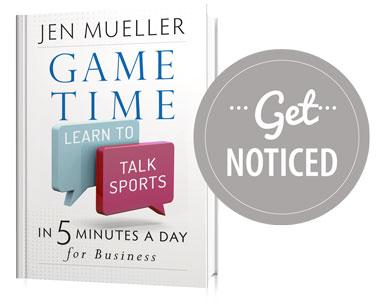 JEN MUELLER
GAME
TIME
LEARN TO
TALK
SPORTS
IN 5 MINUTES A DAY
for Business
Get
NOTICED